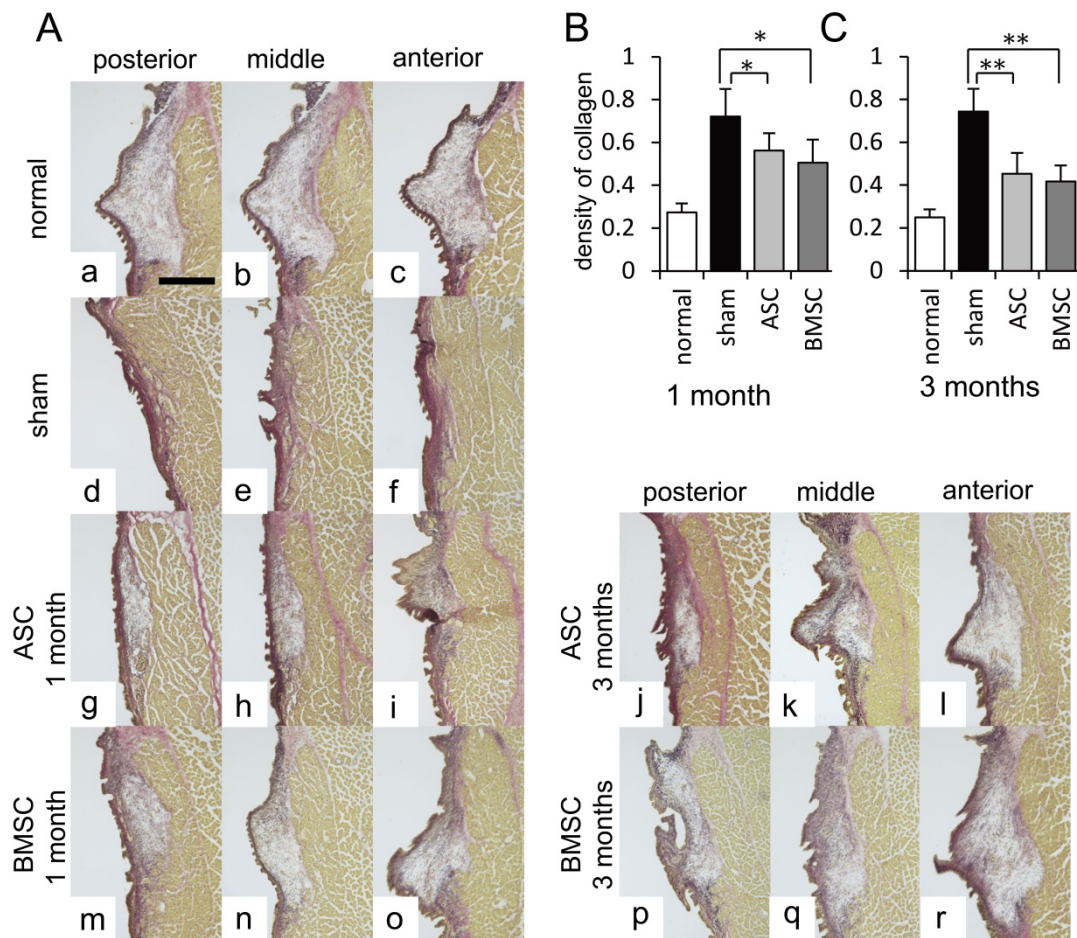 A
posterior middle anterior
normal
a b c
sham
d e f
ASC
1 month
g h i
BMSC
1 month
m n o
B
density of collagen
1
0.8
0.6
0.4
0.2
0
*
*
normal
sham
ASC
BMSC
1 month
C
1
0.8
0.6
0.4
0.2
0
**
**
normal
sham
ASC
BMSC
3 months
posterior middle anterior
ASC
3 months
j k l
BMSC
3 months
p q r